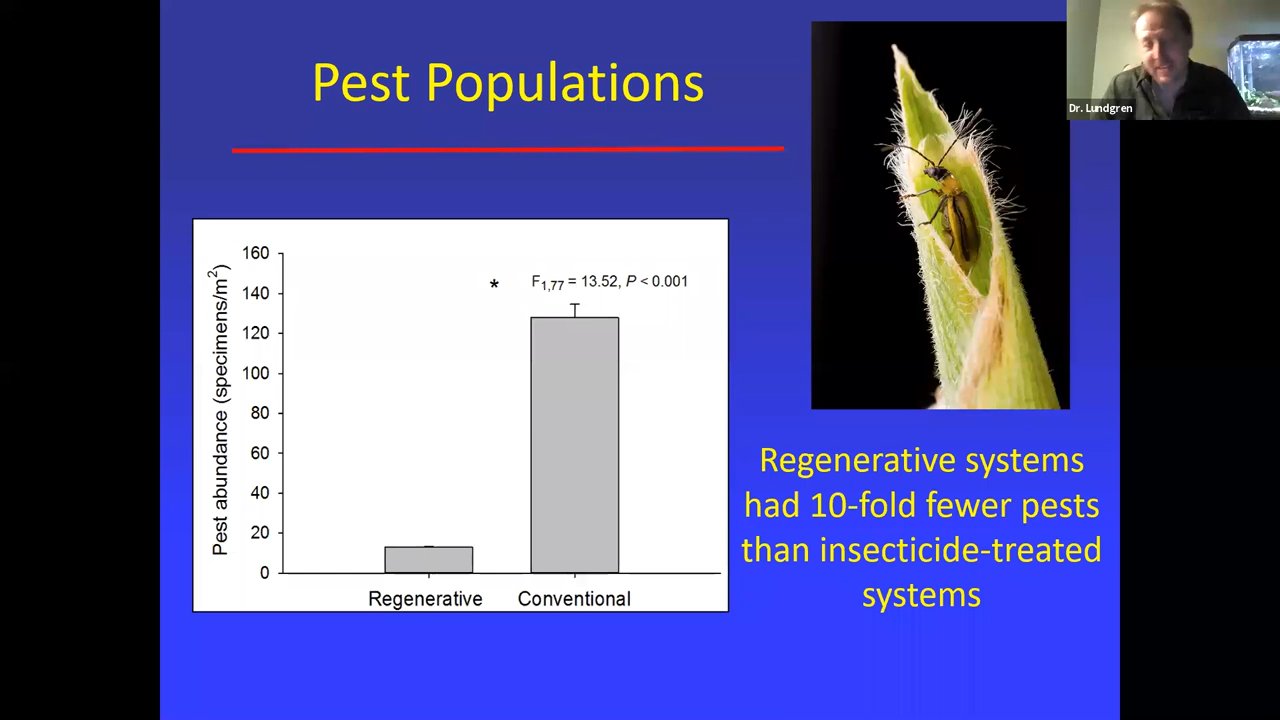 Pest Populations
Dr. Lundgren
160
140
120
100
80
60
40
20
0
Pest abundance (specimens/m²)
* F1,77 = 13.52, P < 0.001
Regenerative Conventional
Regenerative systems
had 10-fold fewer pests
than insecticide-treated
systems